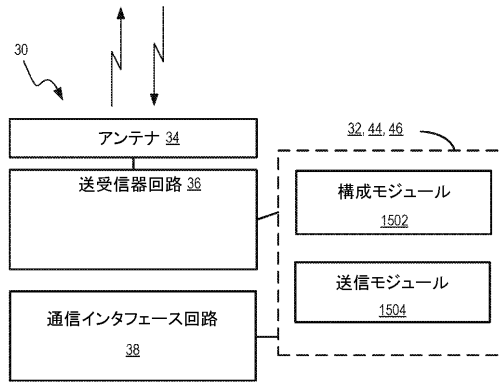 30
アンテナ 34
送受信器回路 36
32, 44, 46
構成モジュール
1502
送信モジュール
1504
通信インタフェース回路
38